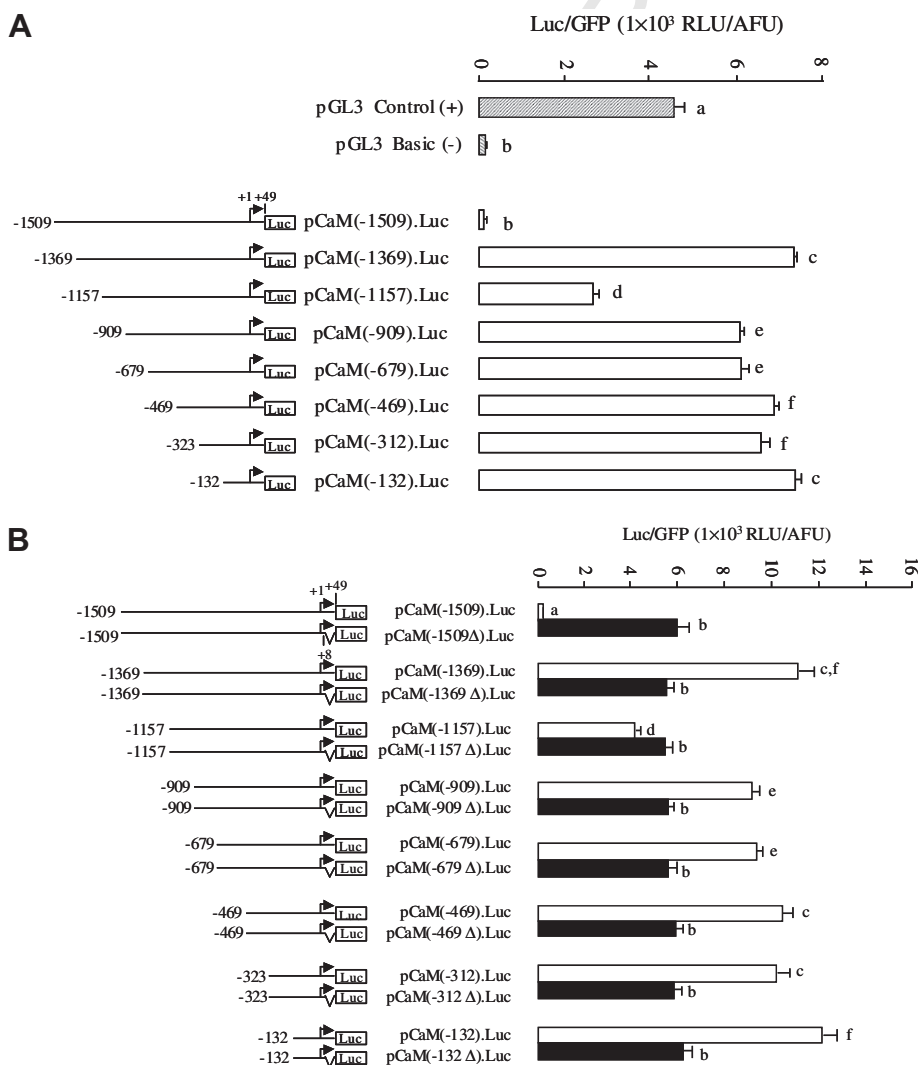 A
Luc/GFP (1×10³ RLU/AFU)
0 2 4 6 8
pGL3 Control (+) a
pGL3 Basic (-) b
+1 +49
-1509 Luc pCaM(-1509).Luc b
-1369 Luc pCaM(-1369).Luc c
-1157 Luc pCaM(-1157).Luc d
-909 Luc pCaM(-909).Luc e
-679 Luc pCaM(-679).Luc e
-469 Luc pCaM(-469).Luc f
-323 Luc pCaM(-312).Luc f
-132 Luc pCaM(-132).Luc c
B
Luc/GFP (1×10³ RLU/AFU)
0 2 4 6 8 10 12 14 16
+1 +49
-1509 Luc pCaM(-1509).Luc a
-1509 Luc pCaM(-1509Δ).Luc b
+8
-1369 Luc pCaM(-1369).Luc c,f
-1369 Luc pCaM(-1369 Δ).Luc b
-1157 Luc pCaM(-1157).Luc d
-1157 Luc pCaM(-1157 Δ).Luc b
-909 Luc pCaM(-909).Luc e
-909 Luc pCaM(-909 Δ).Luc b
-679 Luc pCaM(-679).Luc e
-679 Luc pCaM(-679 Δ).Luc b
-469 Luc pCaM(-469).Luc c
-469 Luc pCaM(-469 Δ).Luc b
-323 Luc pCaM(-312).Luc c
-323 Luc pCaM(-312 Δ).Luc b
-132 Luc pCaM(-132).Luc f
-132 Luc pCaM(-132 Δ).Luc b